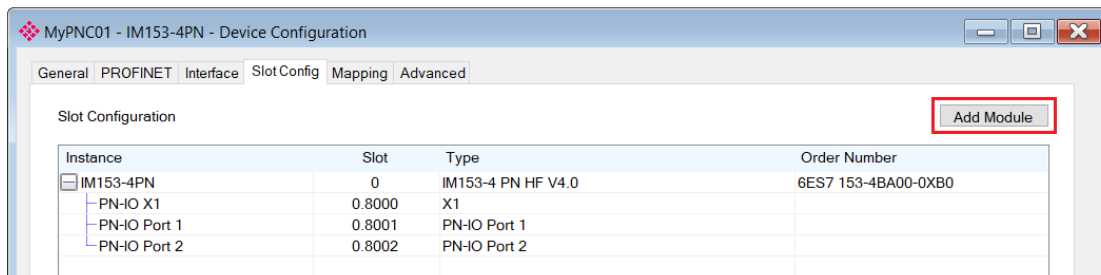 MyPNC01 - IM153-4PN - Device Configuration
General PROFINET Interface Slot Config Mapping Advanced
Slot Configuration Add Module
Instance Slot Type Order Number
IM153-4PN 0 IM153-4 PN HF V4.0 6ES7 153-4BA00-0XB0
PN-IO X1 0.8000 X1
PN-IO Port 1 0.8001 PN-IO Port 1
PN-IO Port 2 0.8002 PN-IO Port 2